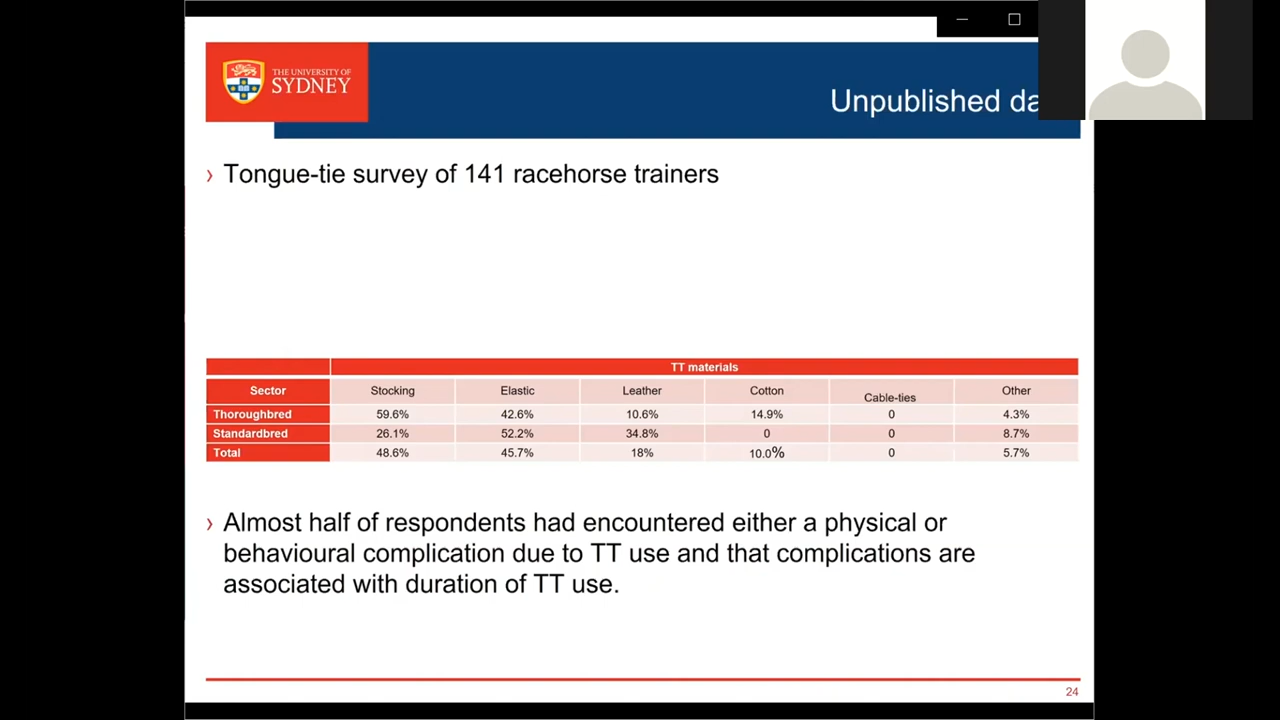 THE UNIVERSITY OF
SYDNEY
Unpublished
› Tongue-tie survey of 141 racehorse trainers
TT materials
Sector Stocking Elastic Leather Cotton Cable-ties Other
Thoroughbred 59.6% 42.6% 10.6% 14.9% 0 4.3%
Standardbred 26.1% 52.2% 34.8% 0 0 8.7%
Total 48.6% 45.7% 18% 10.0% 0 5.7%
› Almost half of respondents had encountered either a physical or
behavioural complication due to TT use and that complications are
associated with duration of TT use.
24